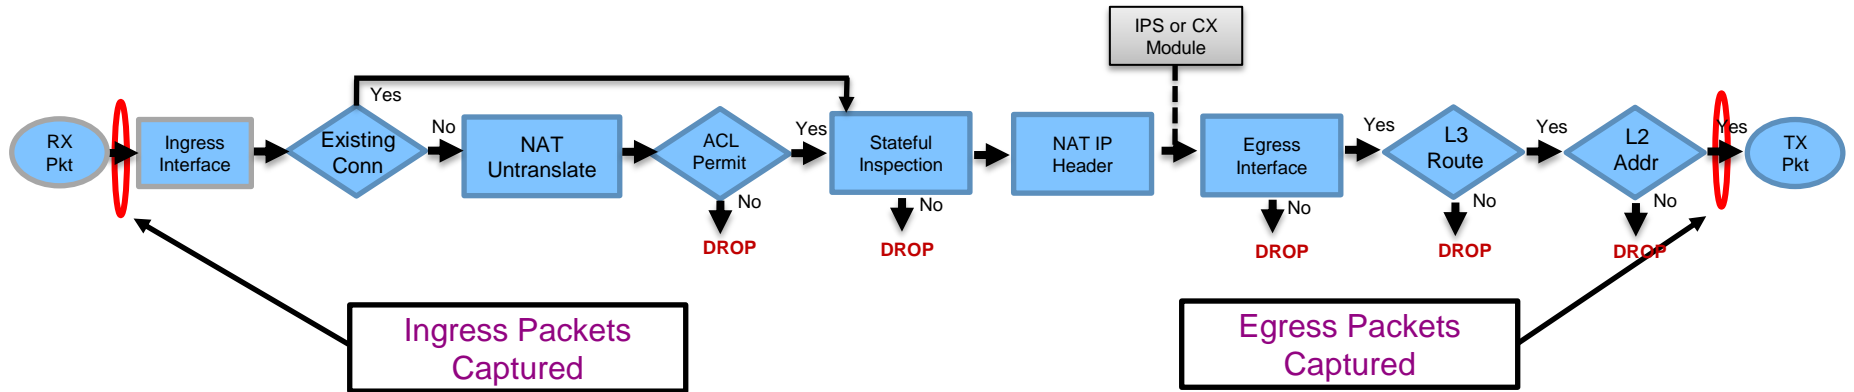 IPS or CX
Module
Yes
RX
Pkt
Ingress
Interface
Existing
Conn
No
NAT
Untranslate
ACL
Permit
Yes
No
DROP
Stateful
Inspection
No
DROP
NAT IP
Header
Egress
Interface
Yes
No
DROP
L3
Route
Yes
No
DROP
L2
Addr
Yes
No
DROP
TX
Pkt
Ingress Packets
Captured
Egress Packets
Captured